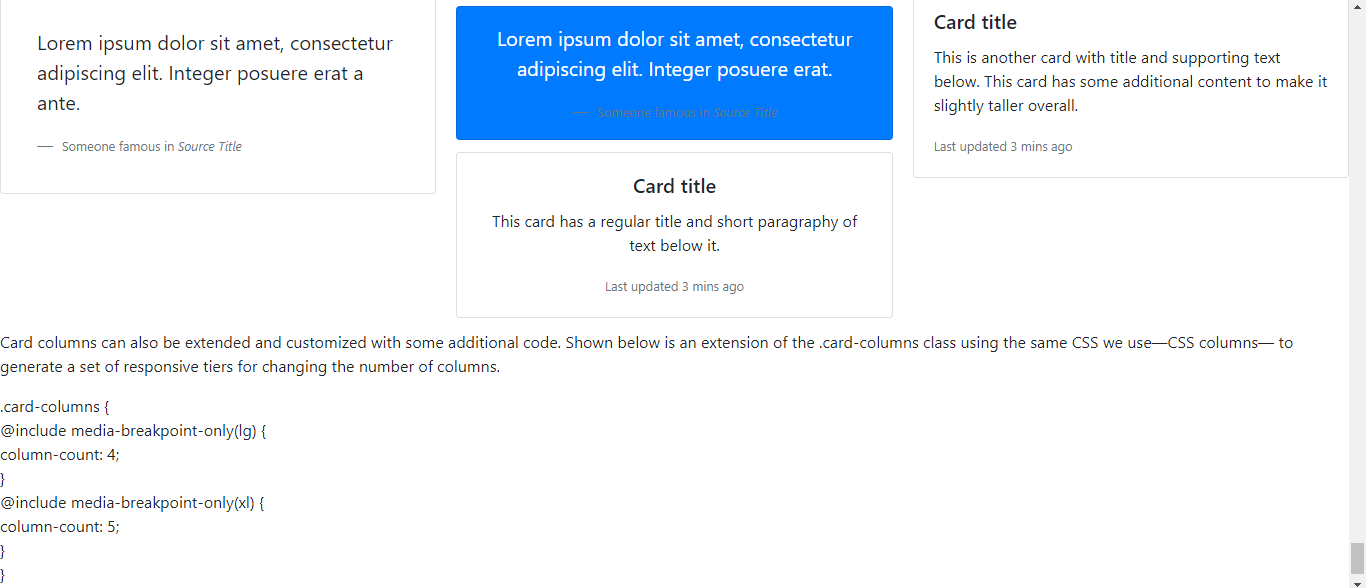 Lorem ipsum dolor sit amet, consectetur
adipiscing elit. Integer posuere erat a
ante.
— Someone famous in Source Title
Lorem ipsum dolor sit amet, consectetur
adipiscing elit. Integer posuere erat.
— Someone famous in Source Title
Card title
This card has a regular title and short paragraphy of
text below it.
Last updated 3 mins ago
Card title
This is another card with title and supporting text
below. This card has some additional content to make it
slightly taller overall.
Last updated 3 mins ago
Card columns can also be extended and customized with some additional code. Shown below is an extension of the .card-columns class using the same CSS we use—CSS columns— to
generate a set of responsive tiers for changing the number of columns.
.card-columns {
@include media-breakpoint-only(lg) {
column-count: 4;
}
@include media-breakpoint-only(xl) {
column-count: 5;
}
}